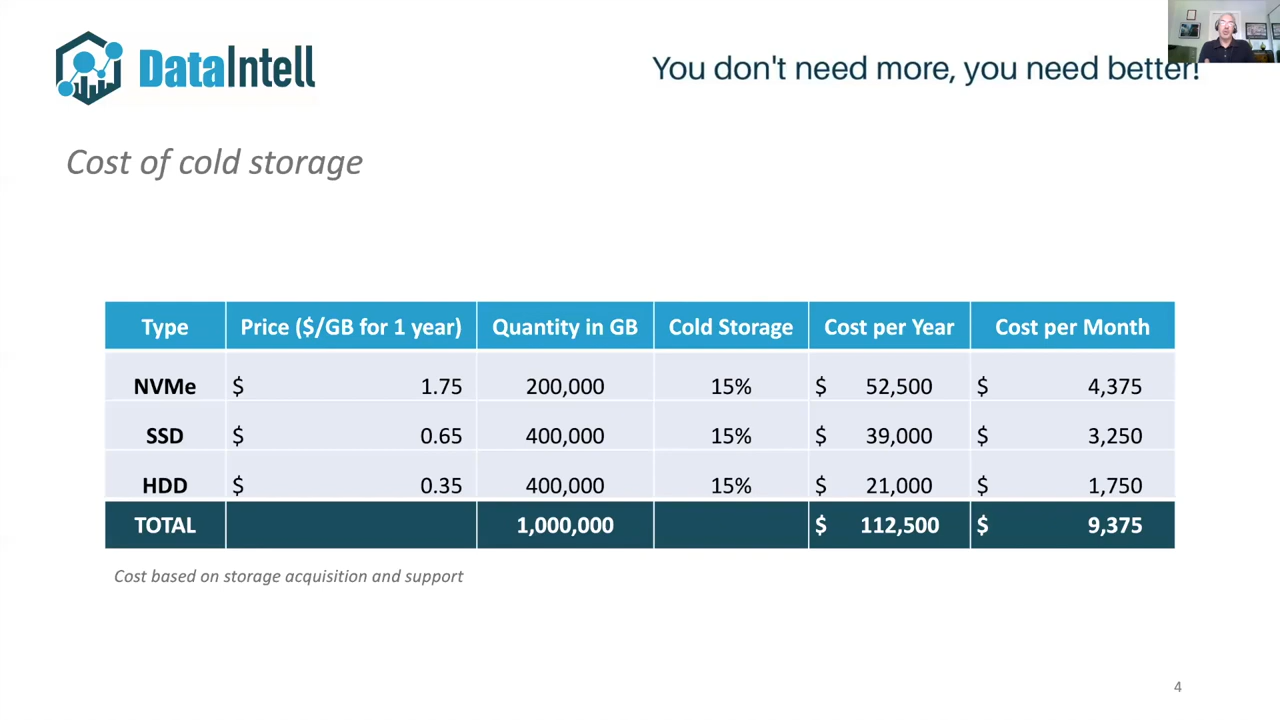 DataIntell
You don't need more, you need better!
Cost of cold storage
Type Price ($/GB for 1 year) Quantity in GB Cold Storage Cost per Year Cost per Month
NVMe $ 1.75 200,000 15% $ 52,500 $ 4,375
SSD $ 0.65 400,000 15% $ 39,000 $ 3,250
HDD $ 0.35 400,000 15% $ 21,000 $ 1,750
TOTAL 1,000,000 $ 112,500 $ 9,375
Cost based on storage acquisition and support
4